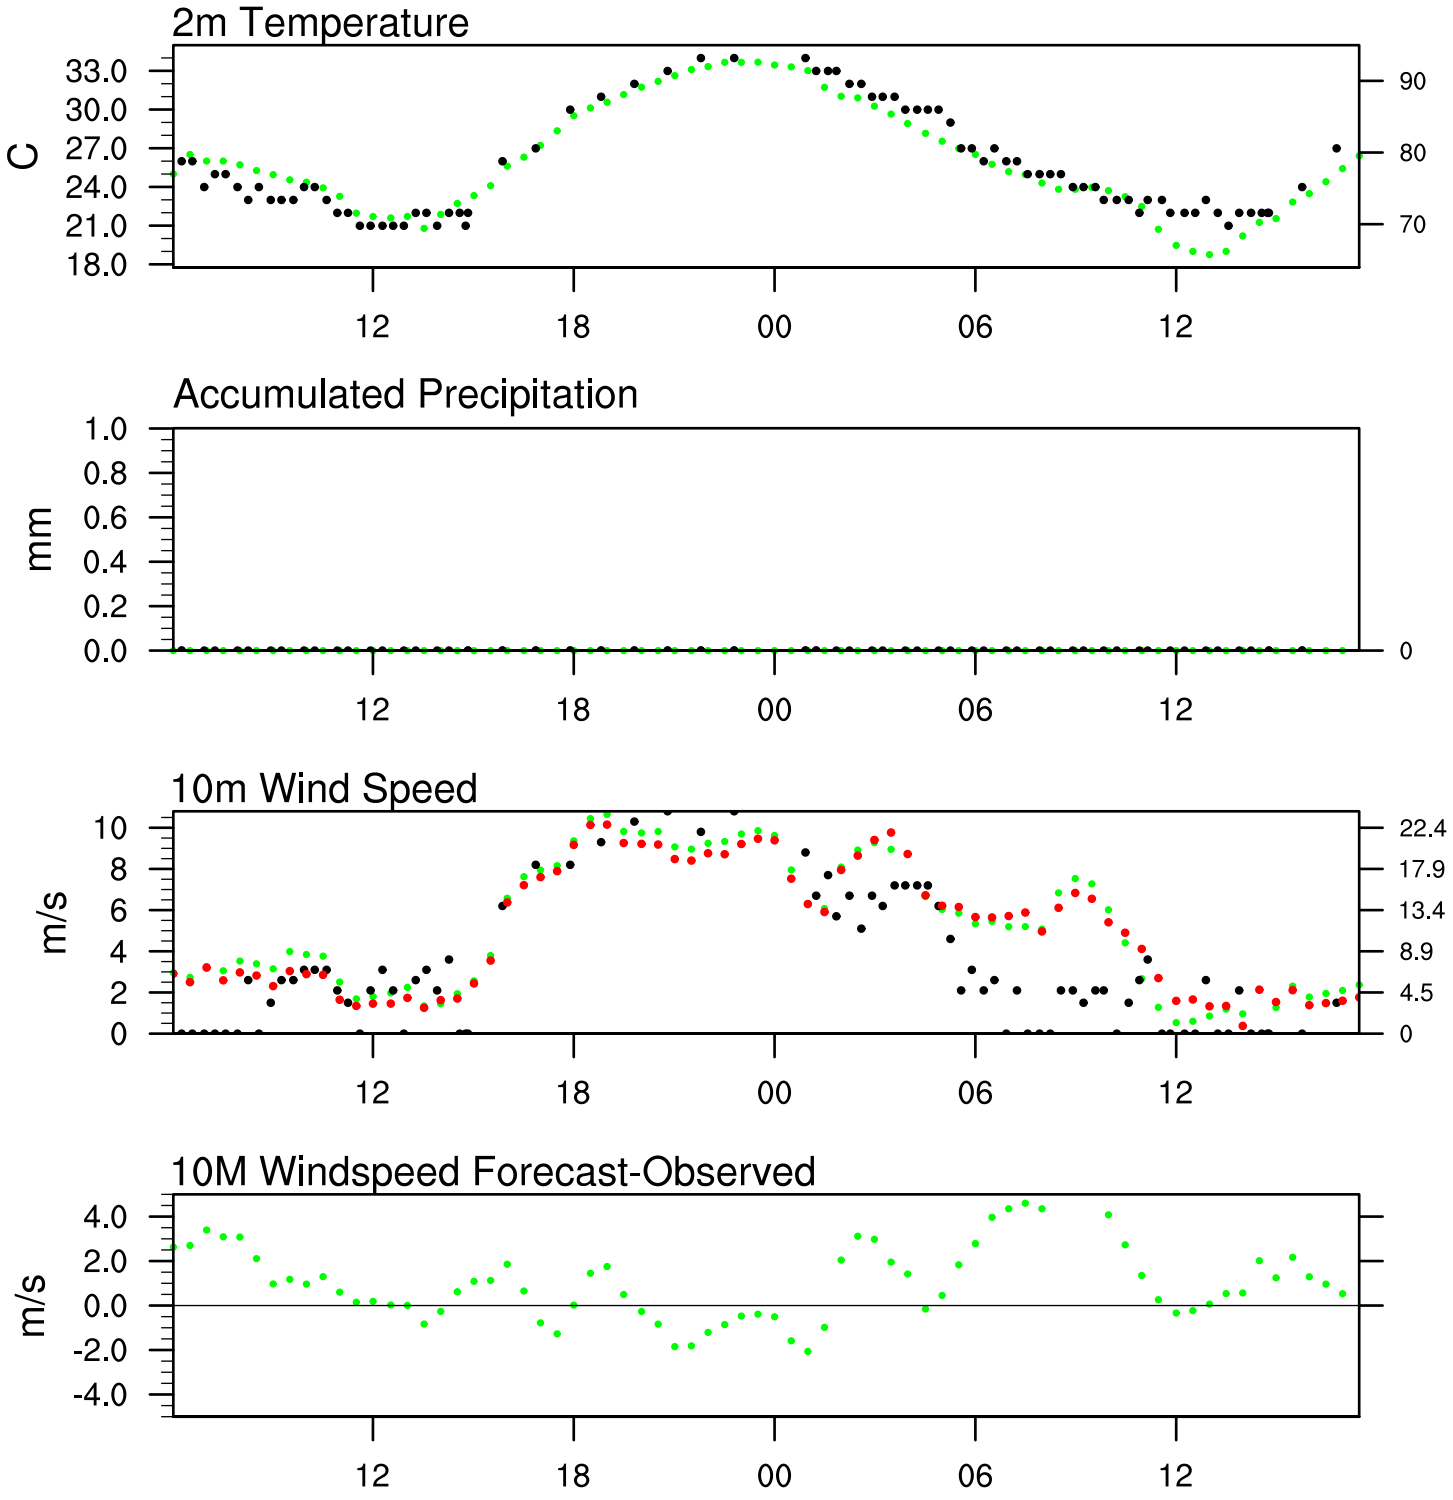 2m Temperature
33.0
30.0
27.0
24.0
21.0
18.0
C
90
80
70
12 18 00 06 12
Accumulated Precipitation
1.0
0.8
0.6
0.4
0.2
0.0
mm
0
12 18 00 06 12
10m Wind Speed
10
8
6
4
2
0
m/s
22.4
17.9
13.4
8.9
4.5
0
12 18 00 06 12
10M Windspeed Forecast-Observed
4.0
2.0
0.0
-2.0
-4.0
m/s
12 18 00 06 12